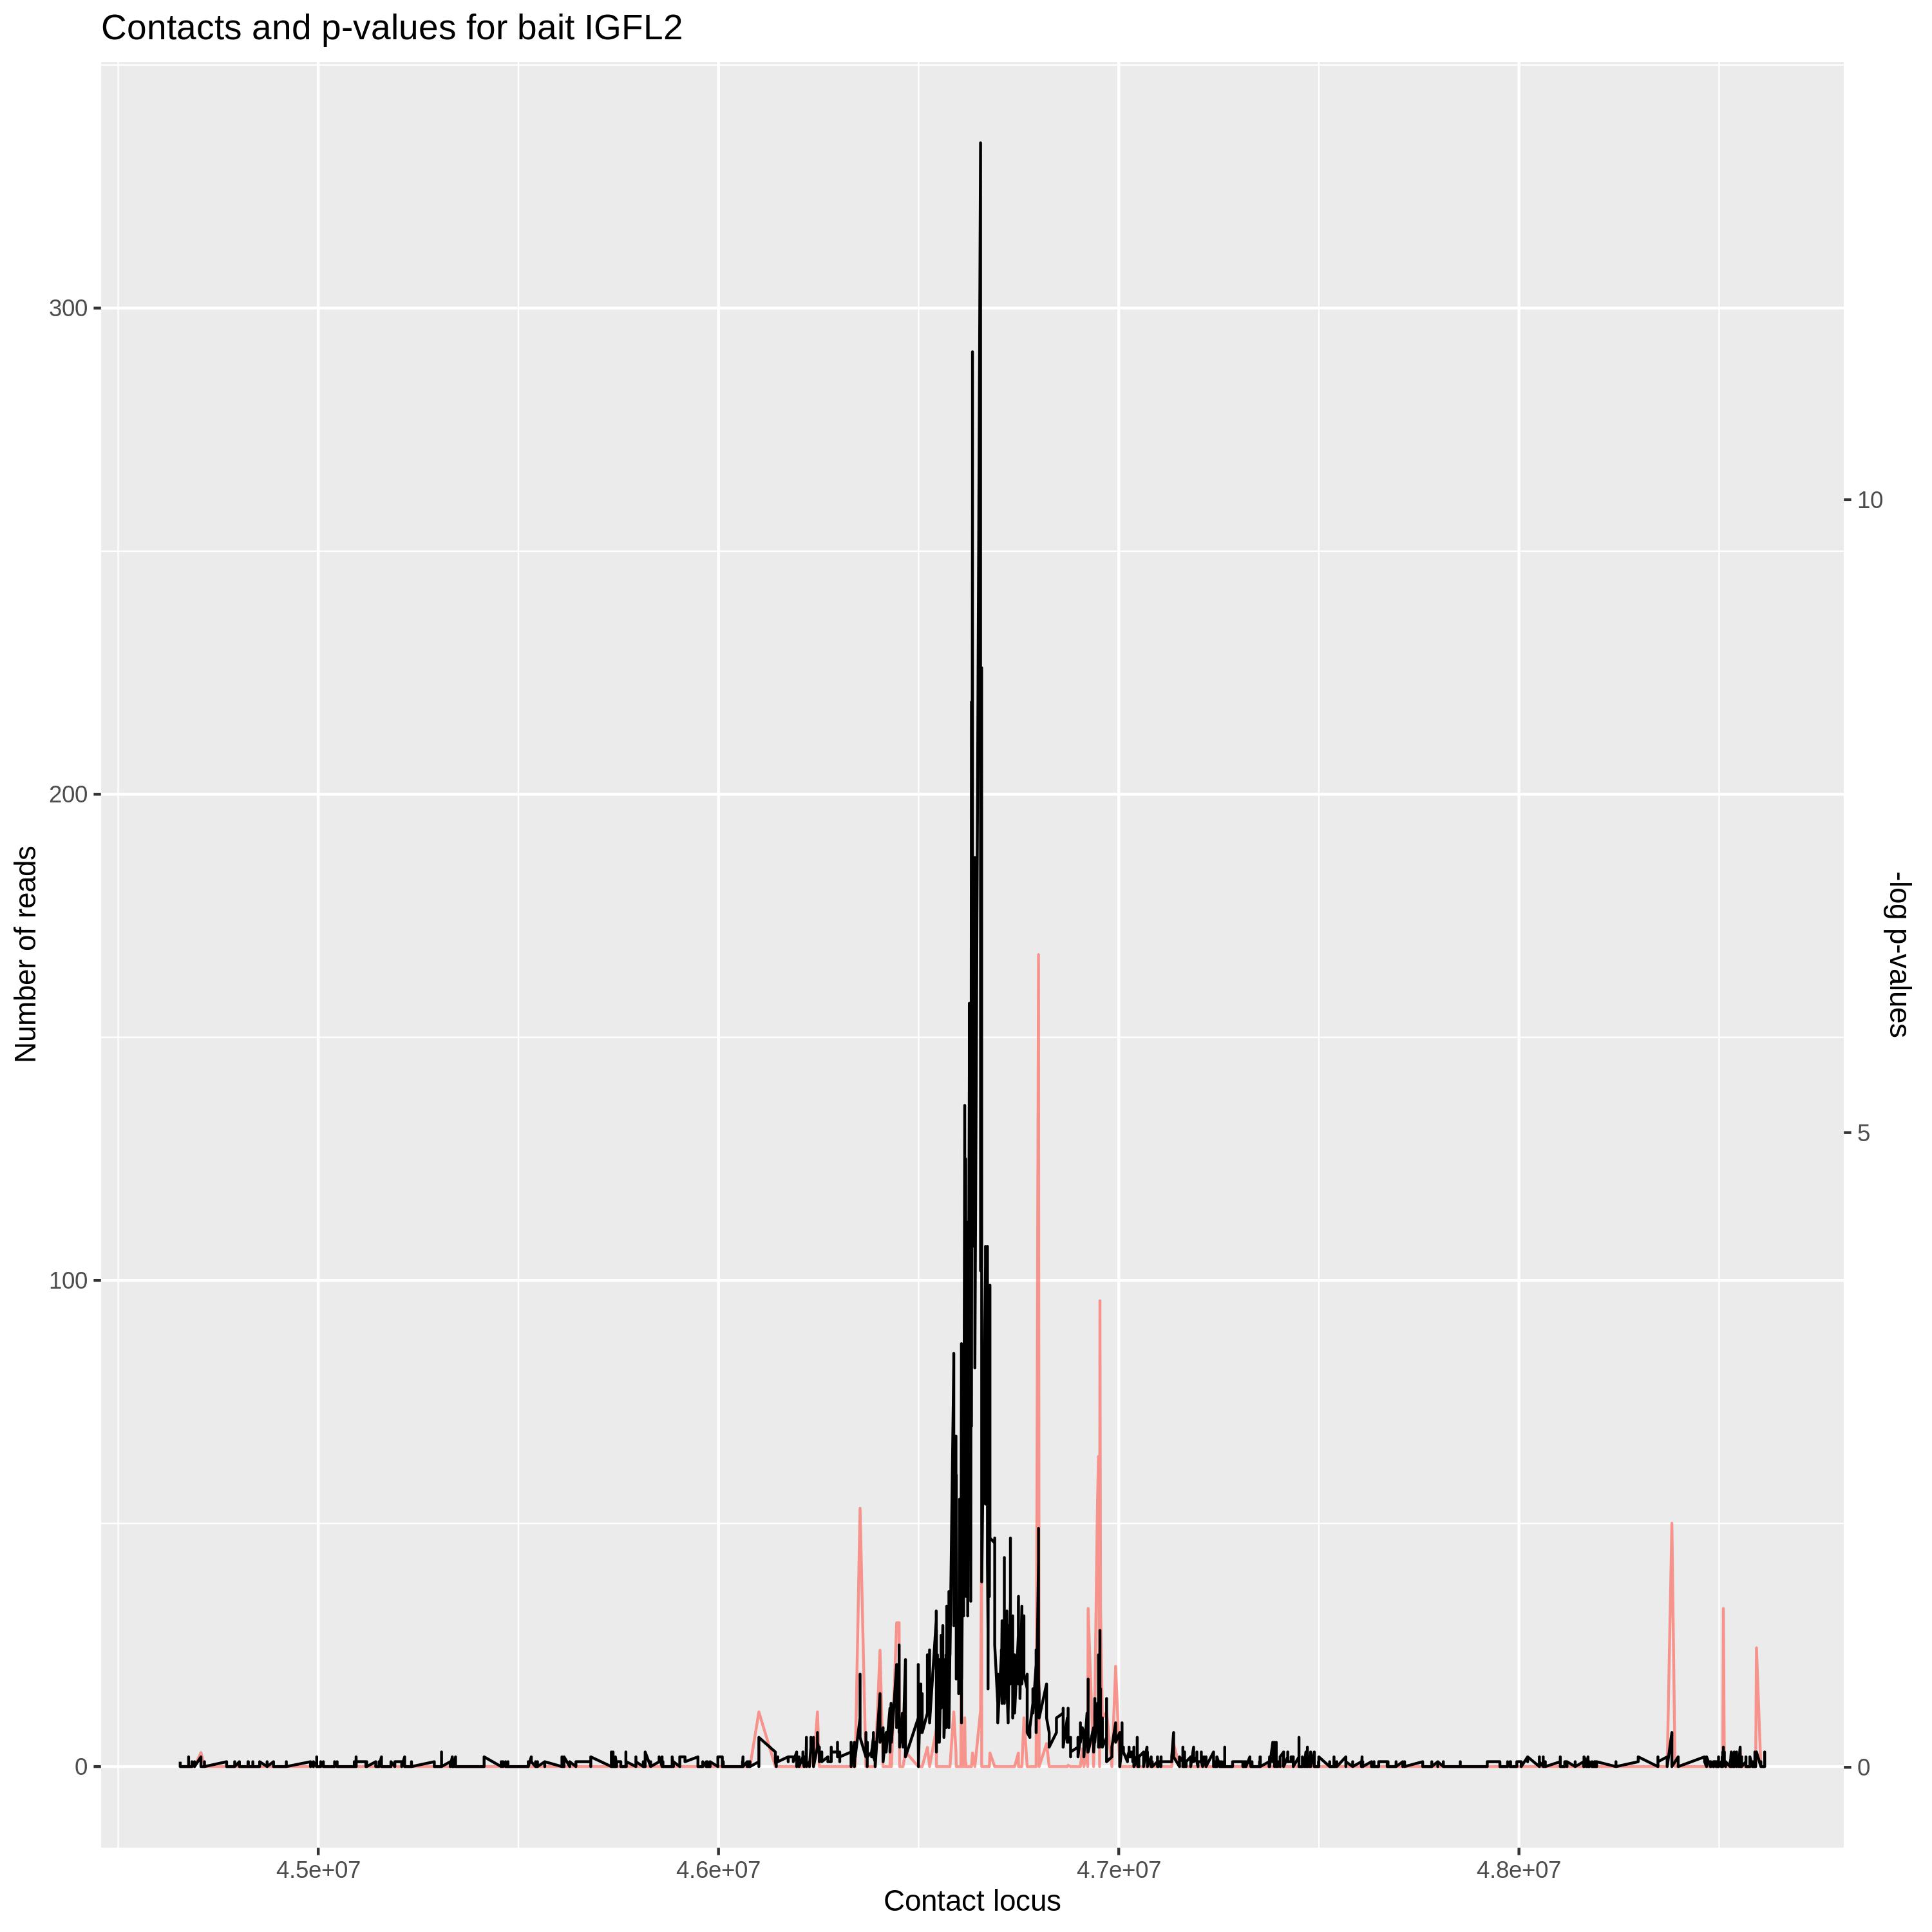 Contacts and p-values for bait IGFL2
Number of reads
300
200
100
0
10
5
0
-log p-values
4.5e+07
4.6e+07
4.7e+07
4.8e+07
Contact locus